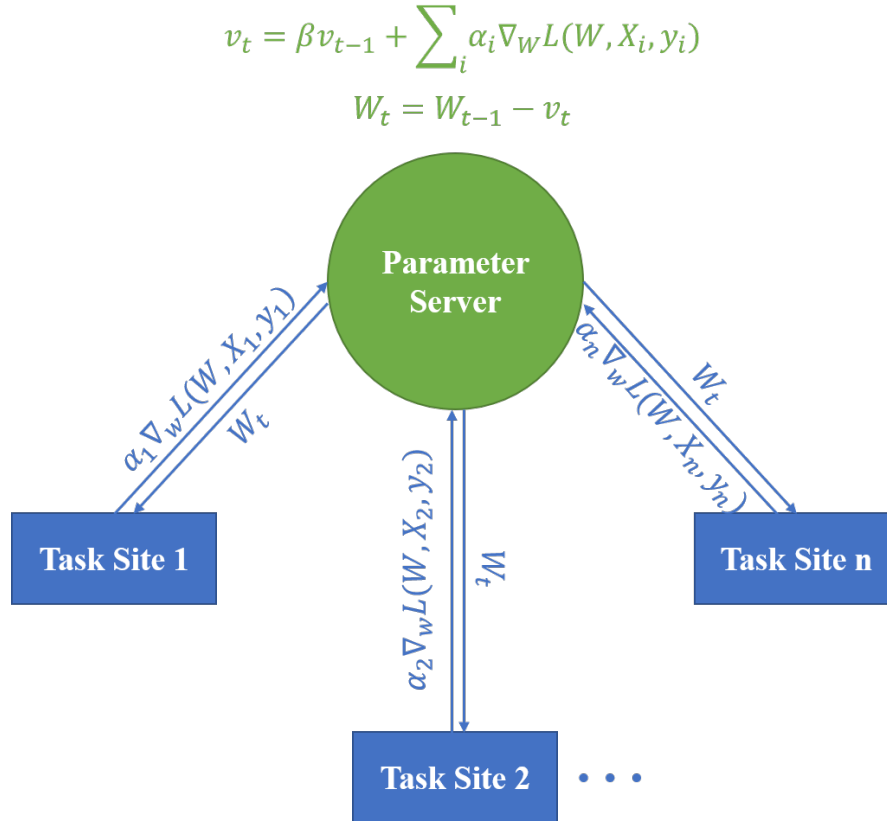 v_t = βv_{t−1} + ∑_i α_i ∇_W L(W, X_i, y_i)
W_t = W_{t−1} − v_t
Parameter
Server
α_1 ∇_w L(W, X_1, y_1)
W_t
α_n ∇_w L(W, X_n, y_n)
W_t
Task Site 1
α_2 ∇_w L(W, X_2, y_2)
W_t
Task Site n
Task Site 2
• • •